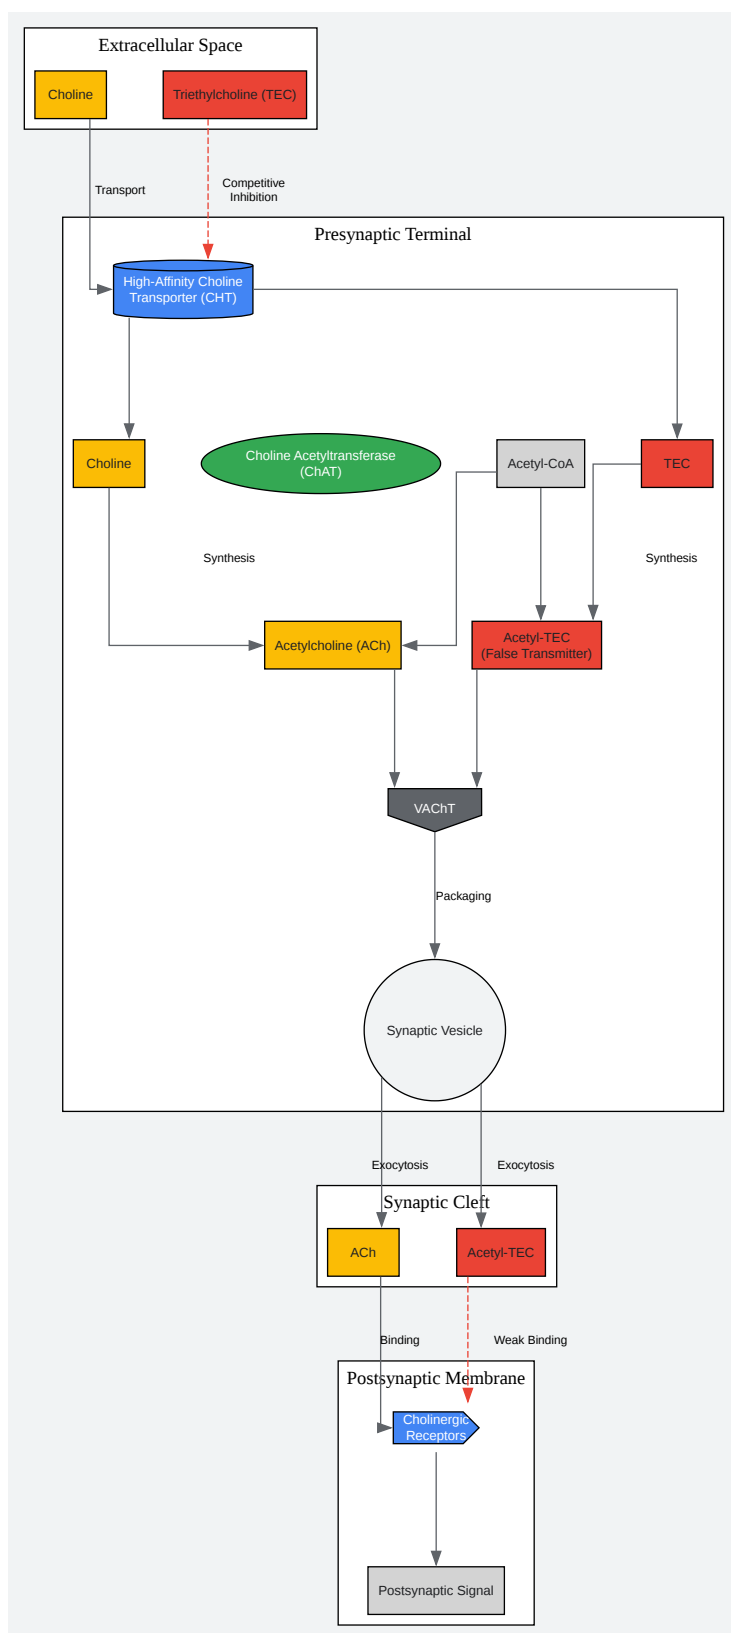 Extracellular Space
Choline
Triethylcholine (TEC)
Transport
Competitive
Inhibition
Presynaptic Terminal
High-Affinity Choline
Transporter (CHT)
Choline
Choline Acetyltransferase
(ChAT)
Acetyl-CoA
TEC
Synthesis
Synthesis
Acetylcholine (ACh)
Acetyl-TEC
(False Transmitter)
VAChT
Packaging
Synaptic Vesicle
Exocytosis
Exocytosis
Synaptic Cleft
ACh
Acetyl-TEC
Binding
Weak Binding
Postsynaptic Membrane
Cholinergic
Receptors
Postsynaptic Signal